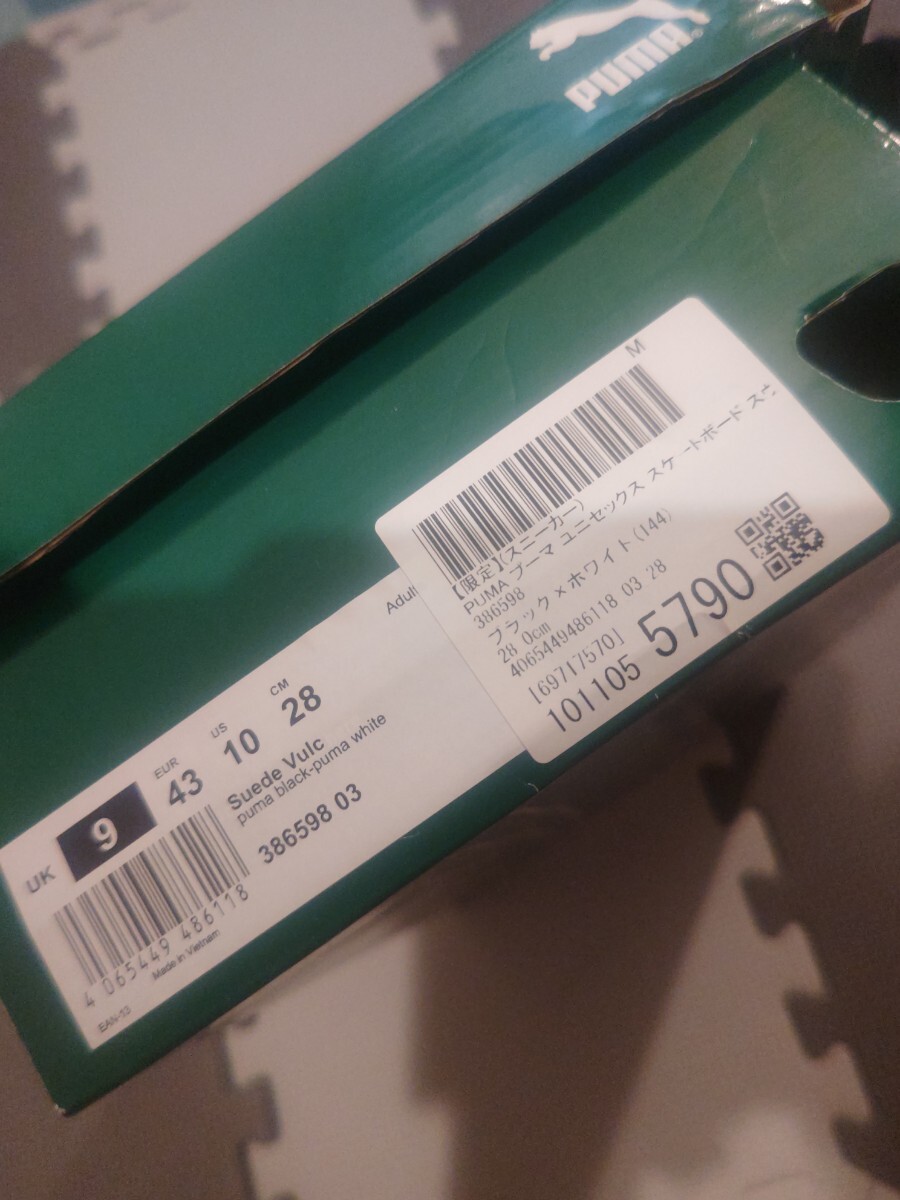 PUMA
M
【限定】(スニーカー)
PUMA プーマ ユニセックス スケートボード スウ
386598
ブラック×ホワイト(144)
28 0cm
4065449486118 03 28
[69717570]
101105 5790
Adul
UK 9
EUR 43
US 10
CM 28
Suede Vulc
puma black-puma white
386598 03
4 065449 486118
EAN-13
Made in Vietnam